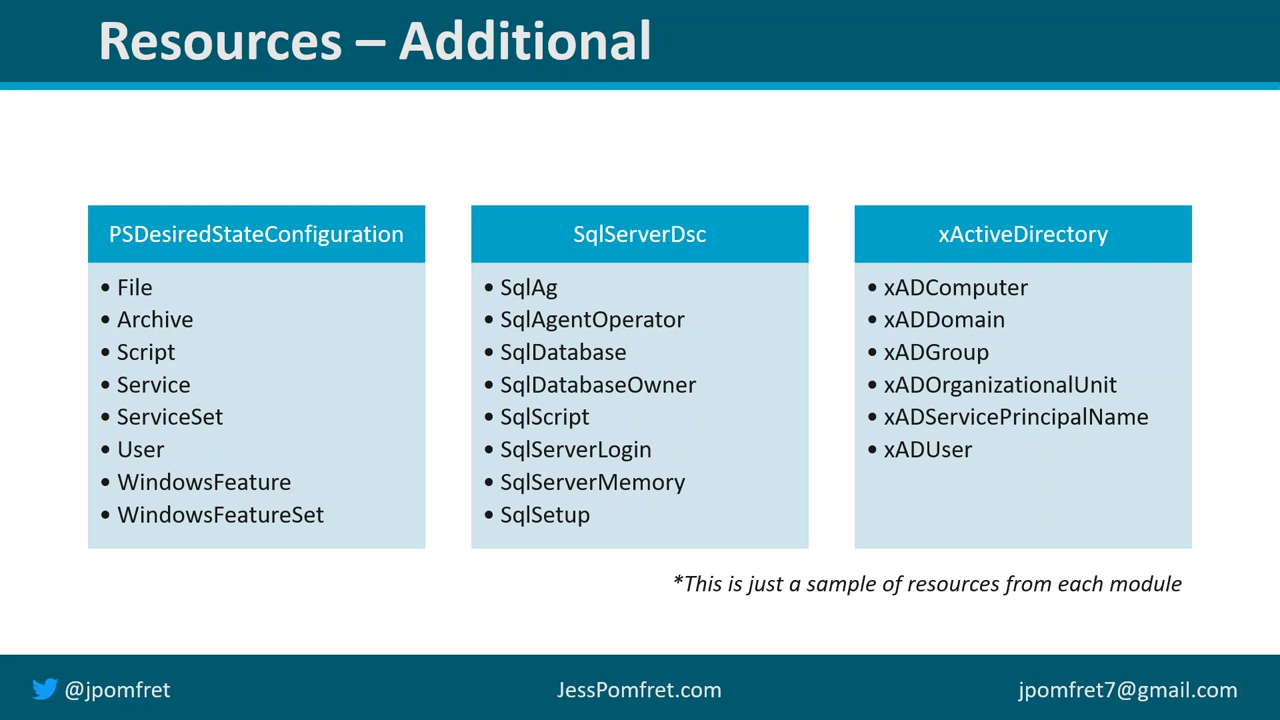 Resources – Additional
PSDesiredStateConfiguration
• File
• Archive
• Script
• Service
• ServiceSet
• User
• WindowsFeature
• WindowsFeatureSet
SqlServerDsc
• SqlAg
• SqlAgentOperator
• SqlDatabase
• SqlDatabaseOwner
• SqlScript
• SqlServerLogin
• SqlServerMemory
• SqlSetup
xActiveDirectory
• xADComputer
• xADDomain
• xADGroup
• xADOrganizationalUnit
• xADServicePrincipalName
• xADUser
*This is just a sample of resources from each module
@jpomfret
JessPomfret.com
jpomfret7@gmail.com